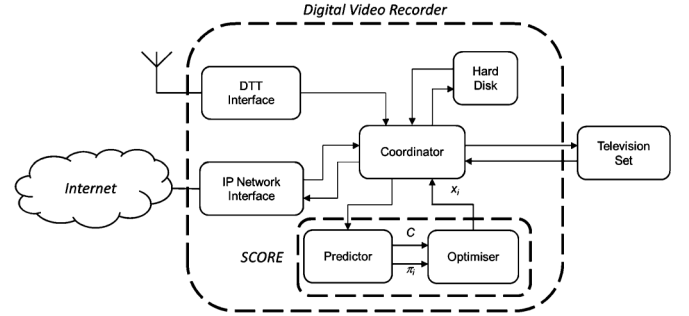 Digital Video Recorder
DTT
Interface
Hard
Disk
Coordinator
Television
Set
Internet
IP Network
Interface
xi
SCORE
Predictor
C
πi
Optimiser